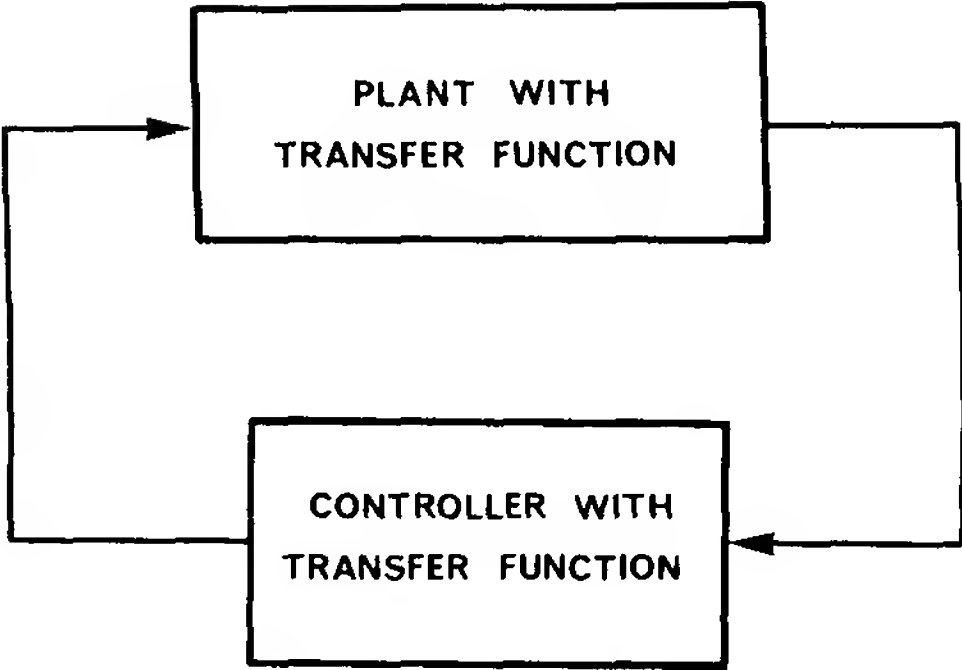 PLANT WITH
TRANSFER FUNCTION
CONTROLLER WITH
TRANSFER FUNCTION